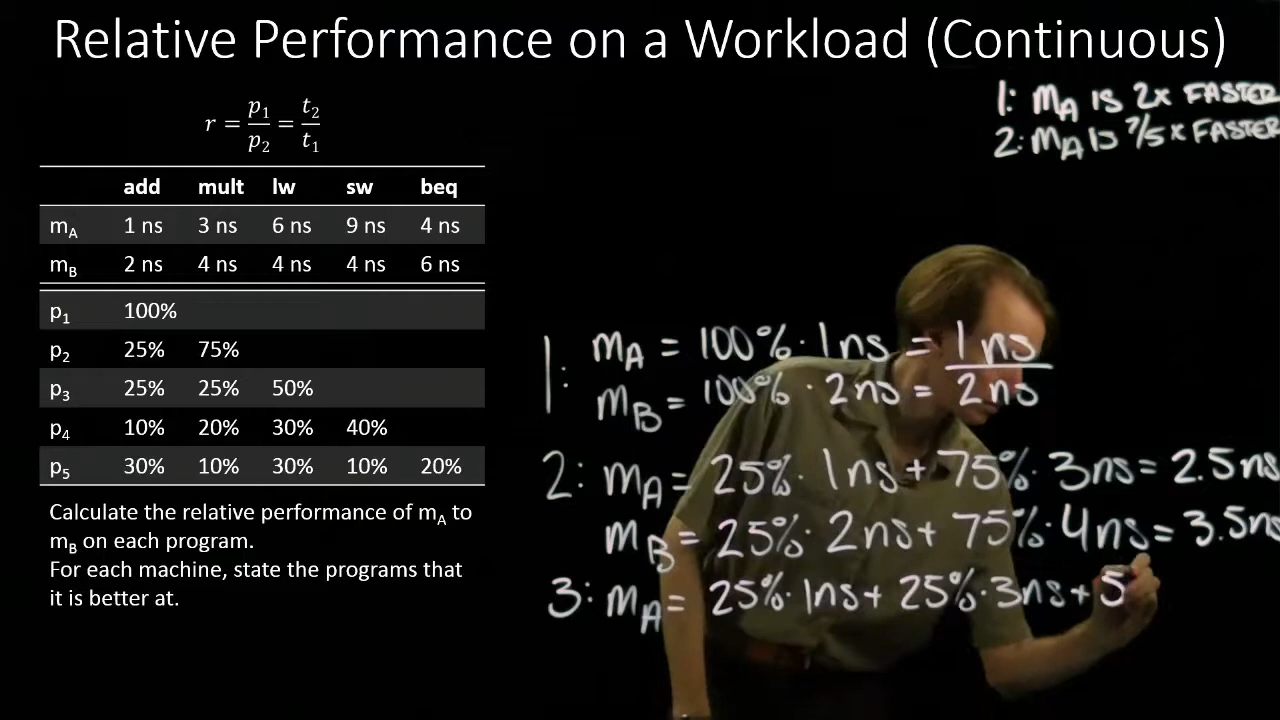 Relative Performance on a Workload (Continuous)
1: mA IS 2x FASTER
2: mA IS 7/5 x FASTER
r = p1/p2 = t2/t1
add mult lw sw beq
mA 1 ns 3 ns 6 ns 9 ns 4 ns
mB 2 ns 4 ns 4 ns 4 ns 6 ns
p1 100%
p2 25% 75%
p3 25% 25% 50%
p4 10% 20% 30% 40%
p5 30% 10% 30% 10% 20%
Calculate the relative performance of mA to
mB on each program.
For each machine, state the programs that
it is better at.
1: mA = 100% · 1ns = 1ns
mB = 100% · 2ns = 2ns
2: mA = 25% · 1ns + 75% · 3ns = 2.5ns
mB = 25% · 2ns + 75% · 4ns = 3.5ns
3: mA = 25% · 1ns + 25% · 3ns + 5